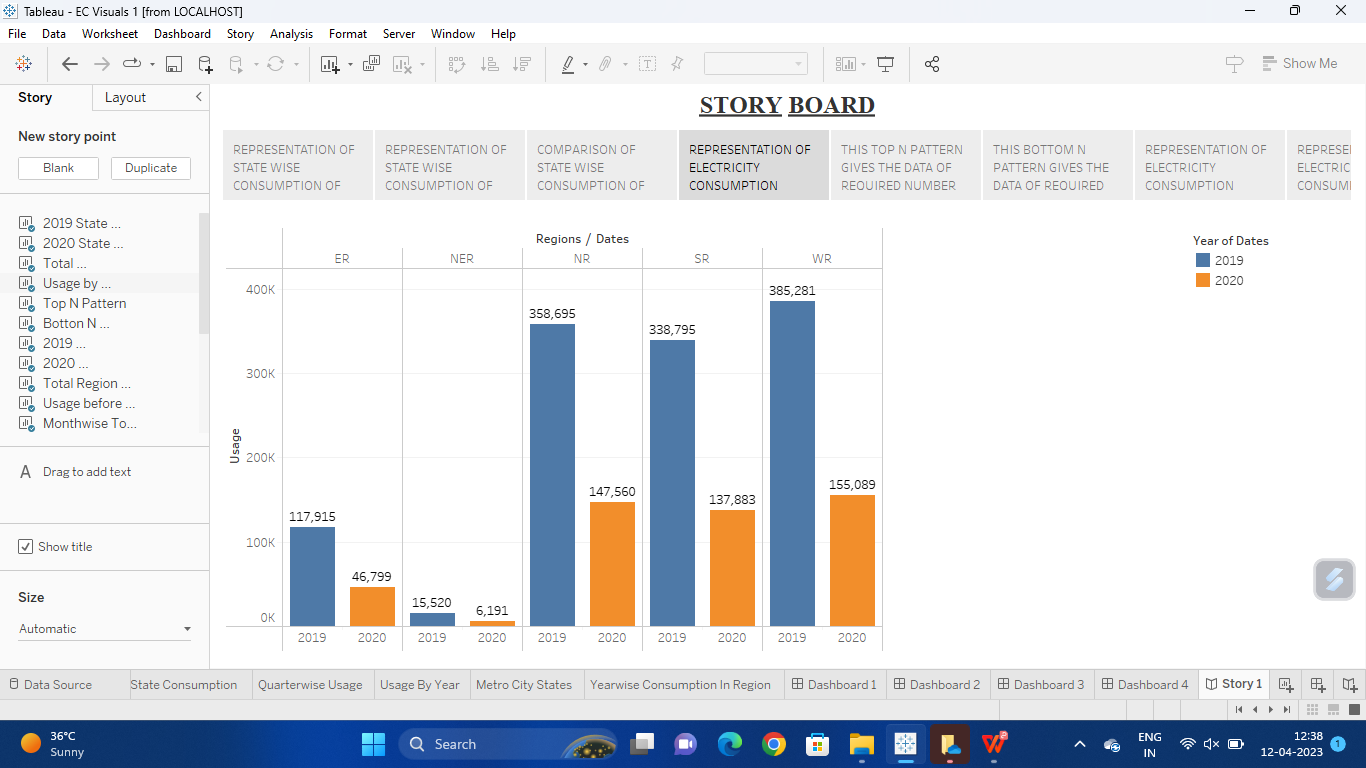 Tableau - EC Visuals 1 [from LOCALHOST]
File Data Worksheet Dashboard Story Analysis Format Server Window Help
Show Me
Story Layout
New story point
Blank Duplicate
2019 State ...
2020 State ...
Total ...
Usage by ...
Top N Pattern
Botton N ...
2019 ...
2020 ...
Total Region ...
Usage before ...
Monthwise To...
A Drag to add text
Show title
Size
Automatic
STORY BOARD
REPRESENTATION OF
STATE WISE
CONSUMPTION OF
REPRESENTATION OF
STATE WISE
CONSUMPTION OF
COMPARISON OF
STATE WISE
CONSUMPTION OF
REPRESENTATION OF
ELECTRICITY
CONSUMPTION
THIS TOP N PATTERN
GIVES THE DATA OF
REQUIRED NUMBER
THIS BOTTOM N
PATTERN GIVES THE
DATA OF REQUIRED
REPRESENTATION OF
ELECTRICITY
CONSUMPTION
REPRESEI
ELECTRIC
CONSUM
Regions / Dates
ER NER NR SR WR
Usage
400K
300K
200K
100K
0K
117,915
46,799
15,520
6,191
358,695
147,560
338,795
137,883
385,281
155,089
2019 2020 2019 2020 2019 2020 2019 2020 2019 2020
Year of Dates
2019
2020
Data Source State Consumption Quarterwise Usage Usage By Year Metro City States Yearwise Consumption In Region Dashboard 1 Dashboard 2 Dashboard 3 Dashboard 4 Story 1
36°C
Sunny
Search
ENG
IN
12:38
12-04-2023
1